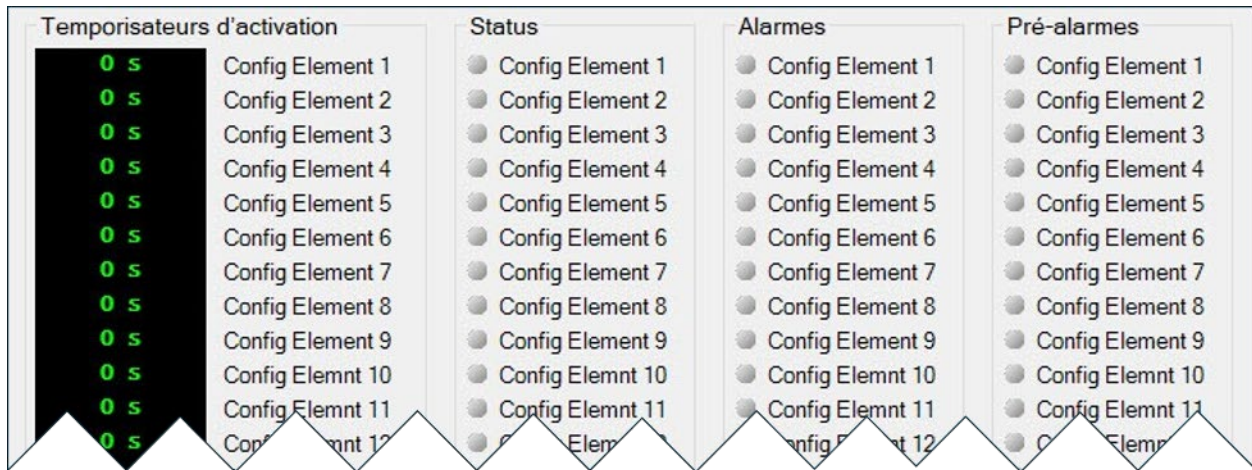 Temporisateurs d'activation
0 s Config Element 1
0 s Config Element 2
0 s Config Element 3
0 s Config Element 4
0 s Config Element 5
0 s Config Element 6
0 s Config Element 7
0 s Config Element 8
0 s Config Element 9
0 s Config Elemnt 10
0 s Config Elemnt 11
0 s 12
Status
Config Element 1
Config Element 2
Config Element 3
Config Element 4
Config Element 5
Config Element 6
Config Element 7
Config Element 8
Config Element 9
Config Elemnt 10
Config Elemnt 11
Alarmes
Config Element 1
Config Element 2
Config Element 3
Config Element 4
Config Element 5
Config Element 6
Config Element 7
Config Element 8
Config Element 9
Config Elemnt 10
Config Elemnt 11
12
Pré-alarmes
Config Element 1
Config Element 2
Config Element 3
Config Element 4
Config Element 5
Config Element 6
Config Element 7
Config Element 8
Config Element 9
Config Elemnt 10
Config Elemnt 11